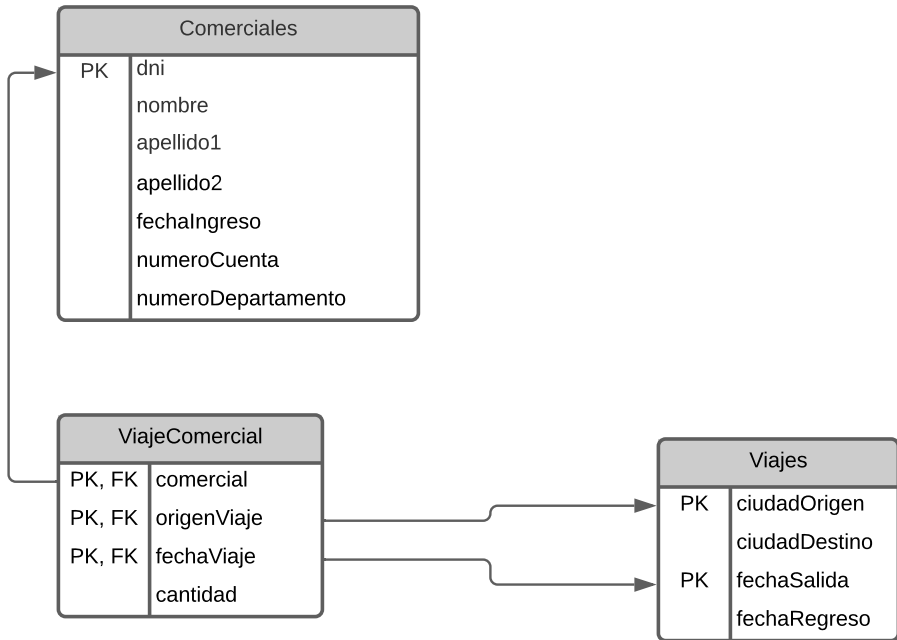 Comerciales
PK dni
nombre
apellido1
apellido2
fechaIngreso
numeroCuenta
numeroDepartamento
ViajeComercial
PK, FK comercial
PK, FK origenViaje
PK, FK fechaViaje
cantidad
Viajes
PK ciudadOrigen
ciudadDestino
PK fechaSalida
fechaRegreso